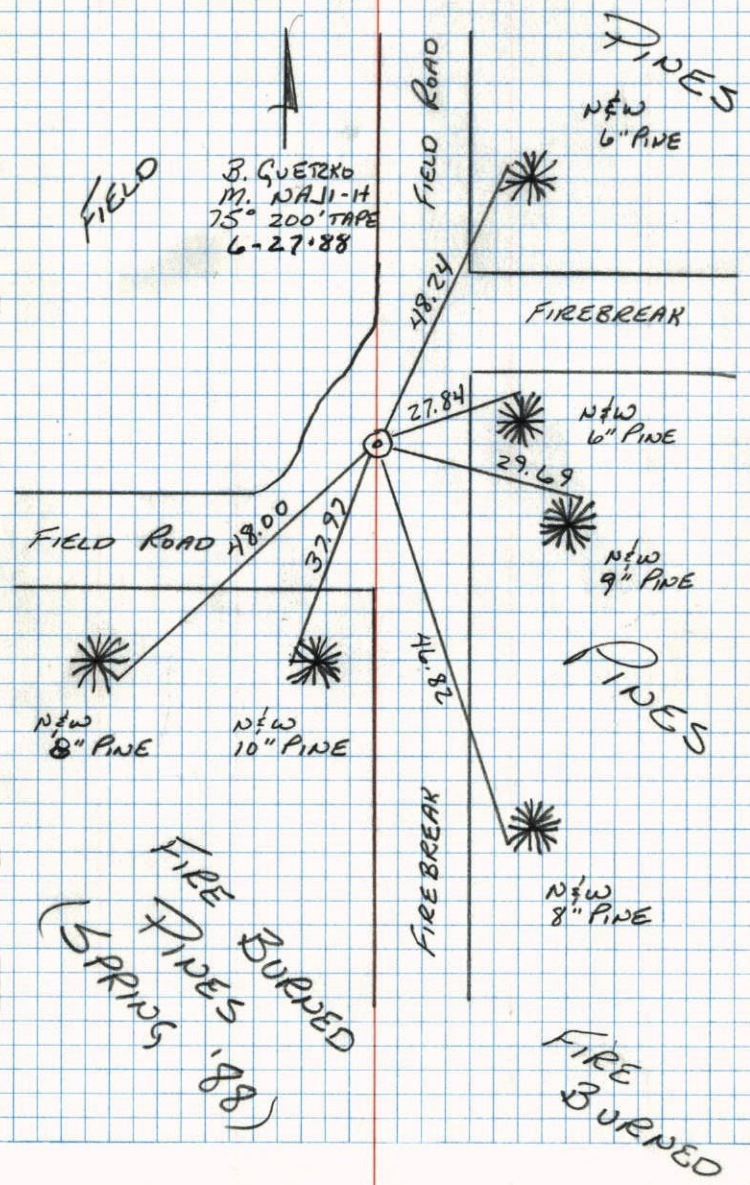 PINES
N&W
6" PINE
FIELD ROAD
FIELD
B. GUETZKO
M. NAJI-H
75° 200' TAPE
6-27-88
48.24
FIREBREAK
27.84
N&W
6" PINE
29.69
N&W
9" PINE
FIELD ROAD
48.00
37.92
46.82
PINES
N&W
8" PINE
N&W
10" PINE
FIREBREAK
N&W
8" PINE
FIRE BURNED
PINES
(SPRING '88)
FIRE
BURNED